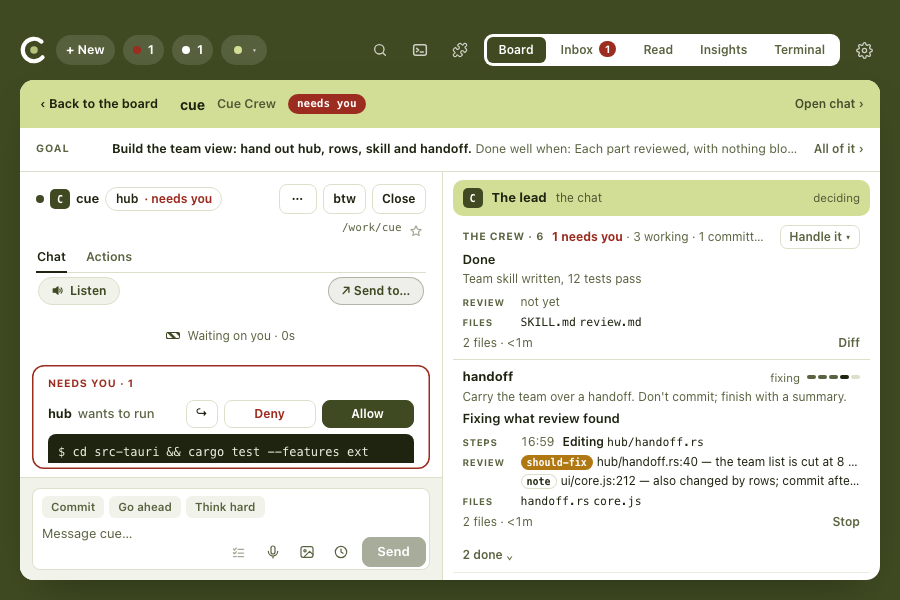 + New
1
1
Board
Inbox 1
Read
Insights
Terminal
‹ Back to the board
cue
Cue Crew
needs you
Open chat ›
GOAL
Build the team view: hand out hub, rows, skill and handoff. Done well when: Each part reviewed, with nothing blo...
All of it ›
C cue
hub · needs you
...
btw
Close
/work/cue
Chat
Actions
Listen
↗ Send to...
Waiting on you · 0s
NEEDS YOU · 1
hub wants to run
Deny
Allow
$ cd src-tauri && cargo test --features ext
Commit
Go ahead
Think hard
Message cue...
Send
C The lead the chat
deciding
THE CREW · 6 1 needs you · 3 working · 1 committ...
Handle it
Done
Team skill written, 12 tests pass
REVIEW not yet
FILES SKILL.md review.md
2 files · <1m
Diff
handoff
fixing
Carry the team over a handoff. Don't commit; finish with a summary.
Fixing what review found
STEPS 16:59 Editing hub/handoff.rs
REVIEW should-fix hub/handoff.rs:40 — the team list is cut at 8 ...
note ui/core.js:212 — also changed by rows; commit afte...
FILES handoff.rs core.js
2 files · <1m
Stop
2 done